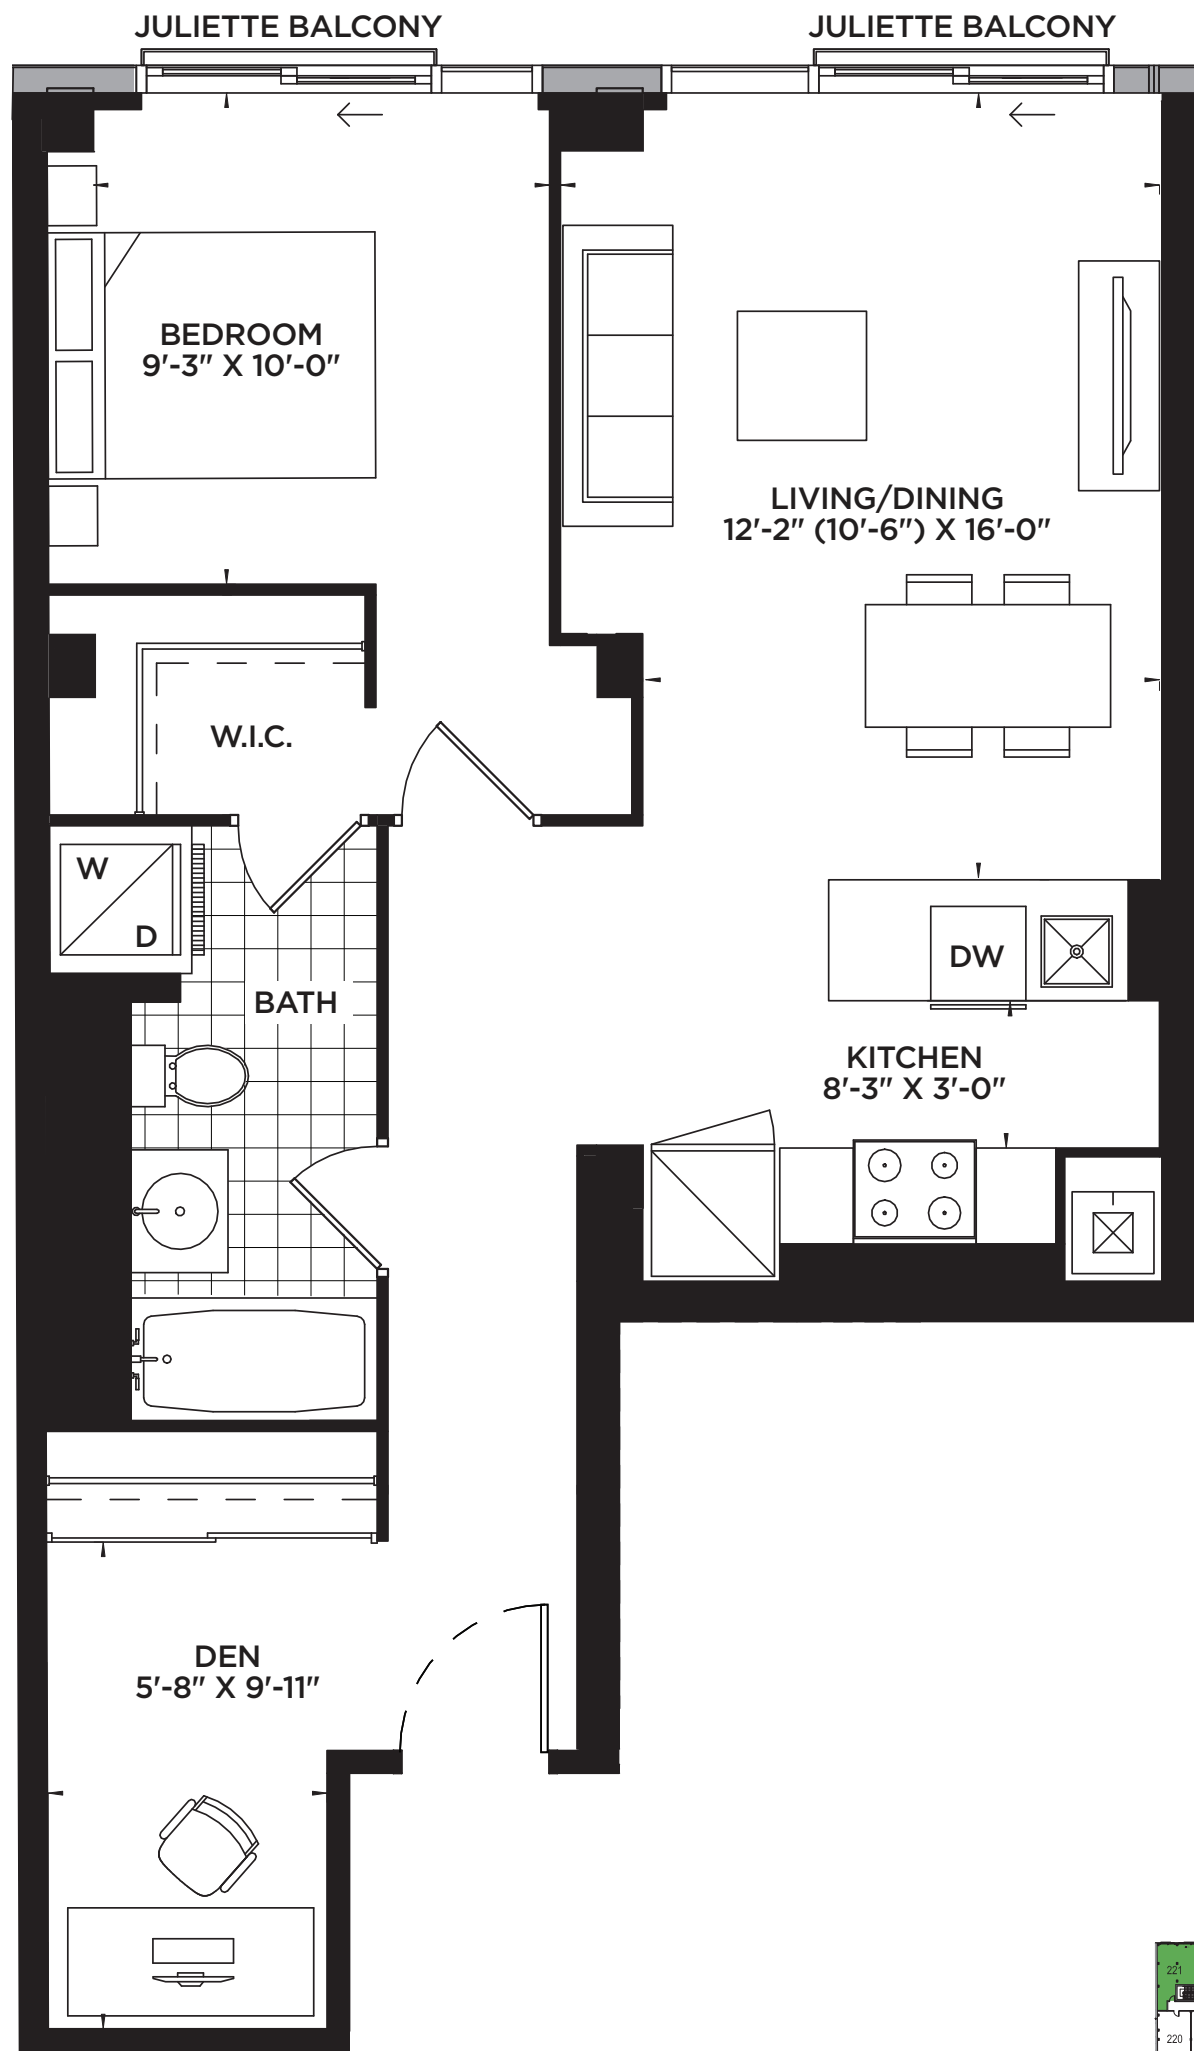 JULIETTE BALCONY
JULIETTE BALCONY
BEDROOM
9'-3" X 10'-0"
LIVING/DINING
12'-2" (10'-6") X 16'-0"
W.I.C.
W
D
BATH
DW
KITCHEN
8'-3" X 3'-0"
DEN
5'-8" X 9'-11"
221
220